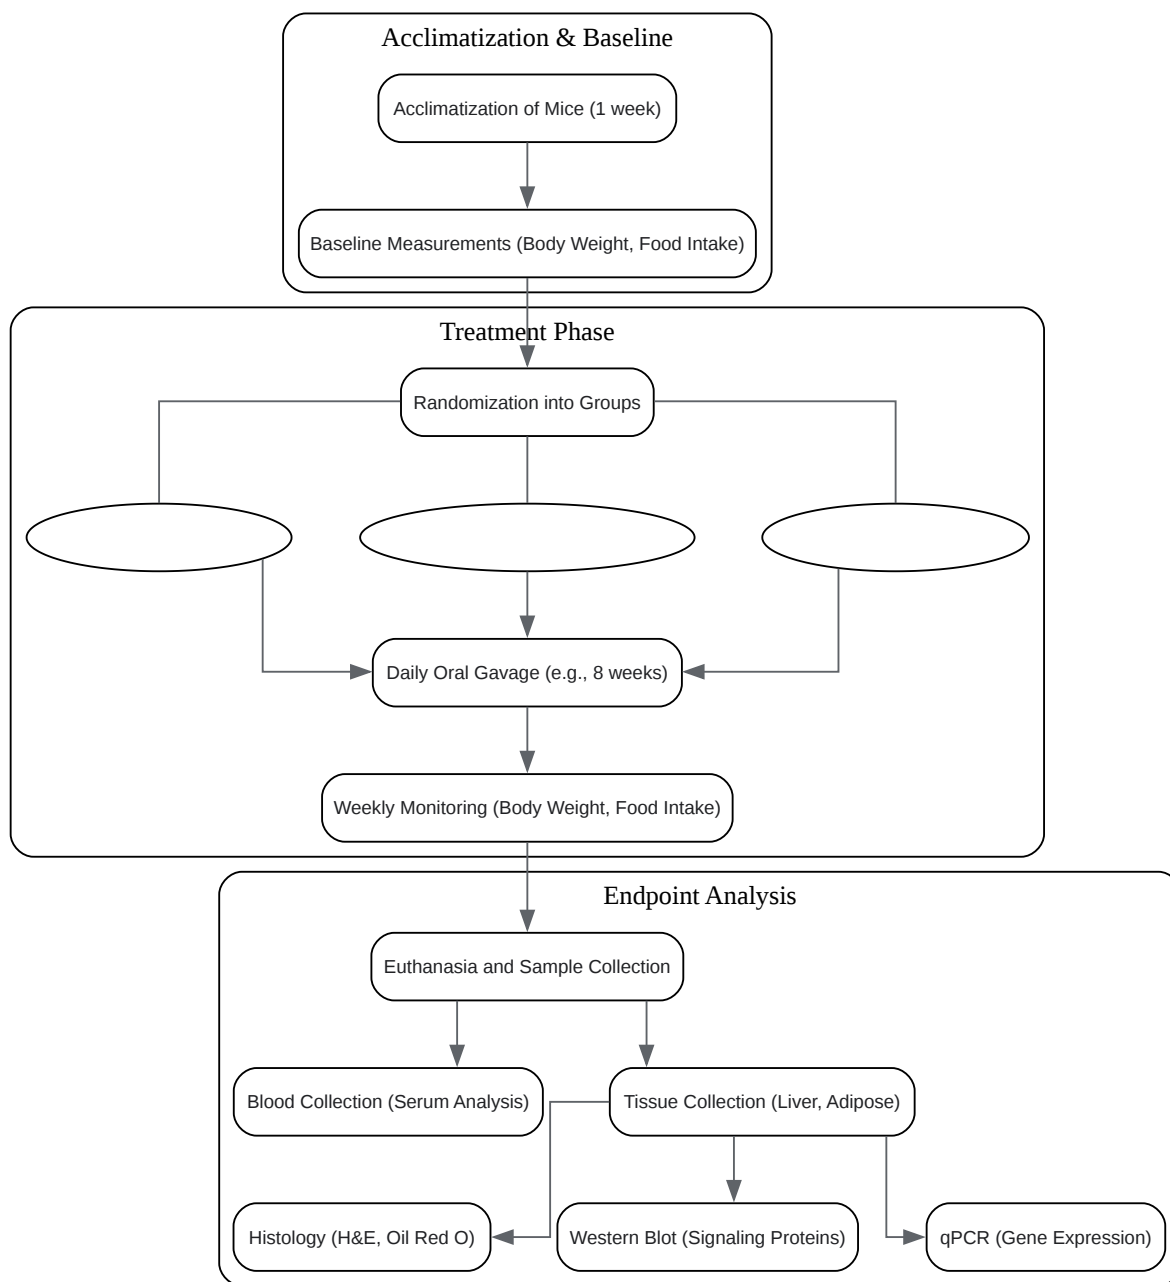 Acclimatization & Baseline
Acclimatization of Mice (1 week)
Baseline Measurements (Body Weight, Food Intake)
Treatment Phase
Randomization into Groups
Daily Oral Gavage (e.g., 8 weeks)
Weekly Monitoring (Body Weight, Food Intake)
Endpoint Analysis
Euthanasia and Sample Collection
Blood Collection (Serum Analysis)
Tissue Collection (Liver, Adipose)
Histology (H&E, Oil Red O)
Western Blot (Signaling Proteins)
qPCR (Gene Expression)